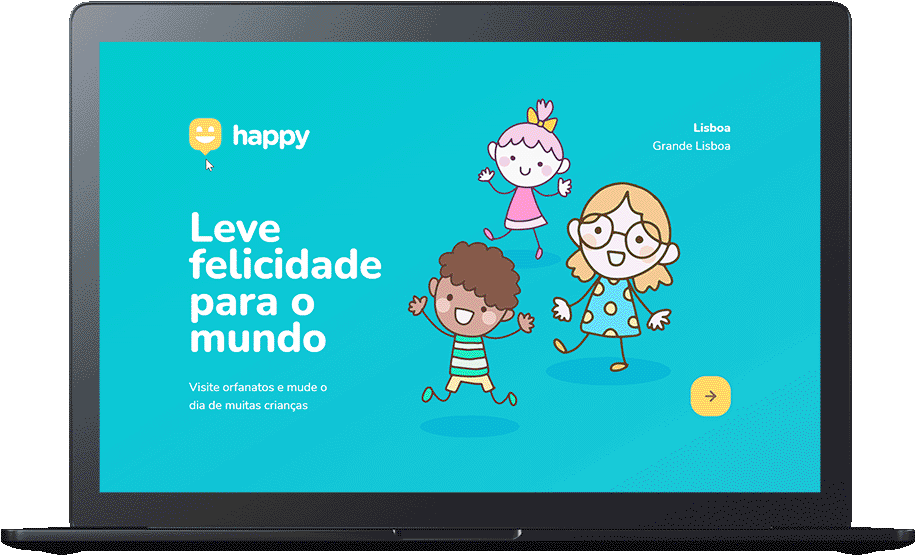 happy
Lisboa
Grande Lisboa
Leve
felicidade
para o
mundo
Visite orfanatos e mude o
dia de muitas crianças